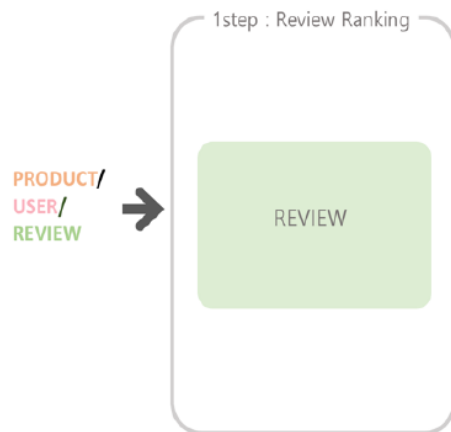 1step : Review Ranking
PRODUCT/
USER/
REVIEW
REVIEW